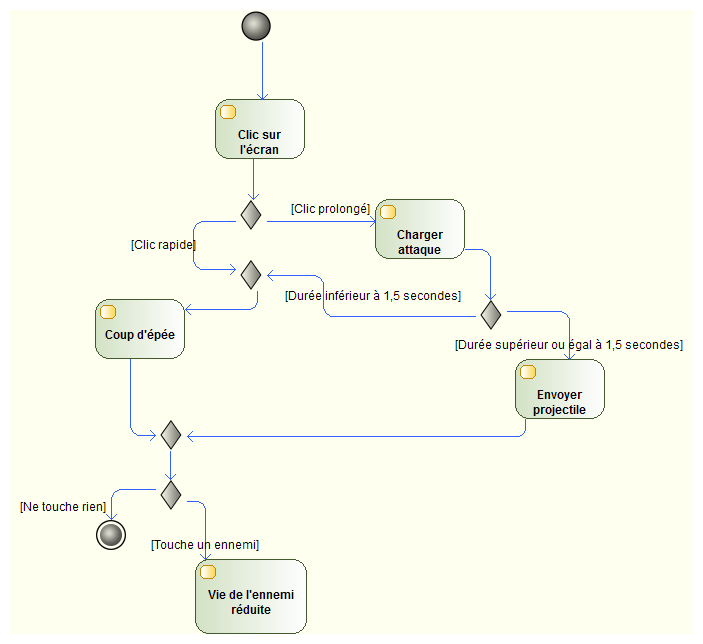 Clic sur
l'écran
[Clic prolongé]
Charger
attaque
[Clic rapide]
[Durée inférieur à 1,5 secondes]
Coup d'épée
[Durée supérieur ou égal à 1,5 secondes]
Envoyer
projectile
[Ne touche rien]
[Touche un ennemi]
Vie de l'ennemi
réduite